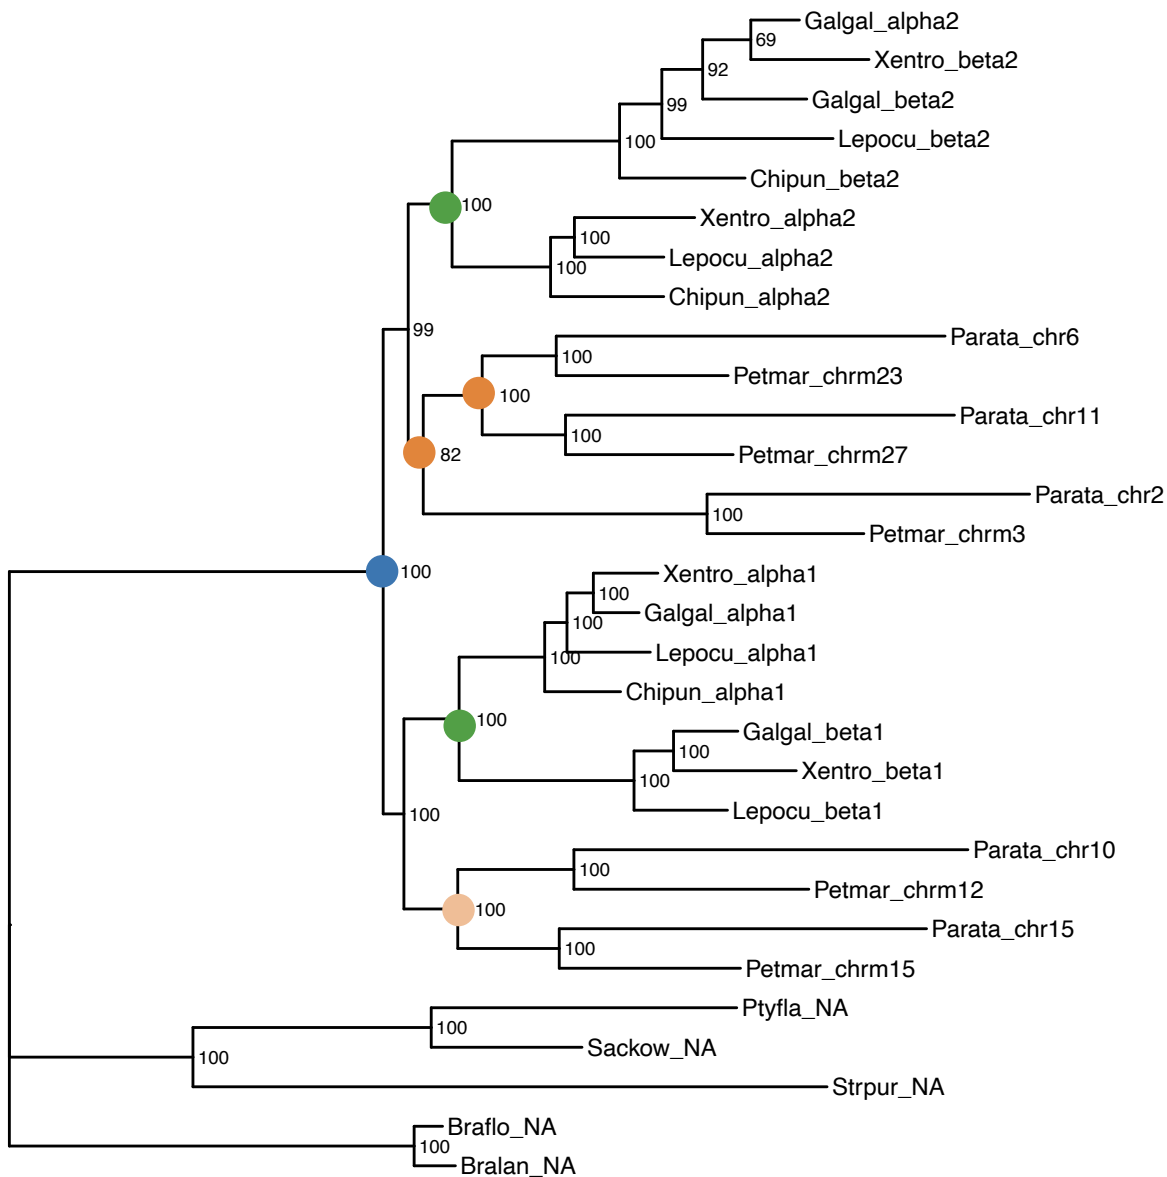 Galgal_alpha2
69
Xentro_beta2
92
Galgal_beta2
99
Lepocu_beta2
100
Chipun_beta2
100
Xentro_alpha2
100
Lepocu_alpha2
100
Chipun_alpha2
99
Parata_chr6
100
Petmar_chrm23
100
Parata_chr11
100
Petmar_chrm27
82
Parata_chr2
100
Petmar_chrm3
100
Xentro_alpha1
100
Galgal_alpha1
100
Lepocu_alpha1
100
Chipun_alpha1
100
Galgal_beta1
100
Xentro_beta1
100
Lepocu_beta1
100
Parata_chr10
100
Petmar_chrm12
100
Parata_chr15
100
Petmar_chrm15
Ptyfla_NA
100
Sackow_NA
100
Strpur_NA
Braflo_NA
100
Bralan_NA